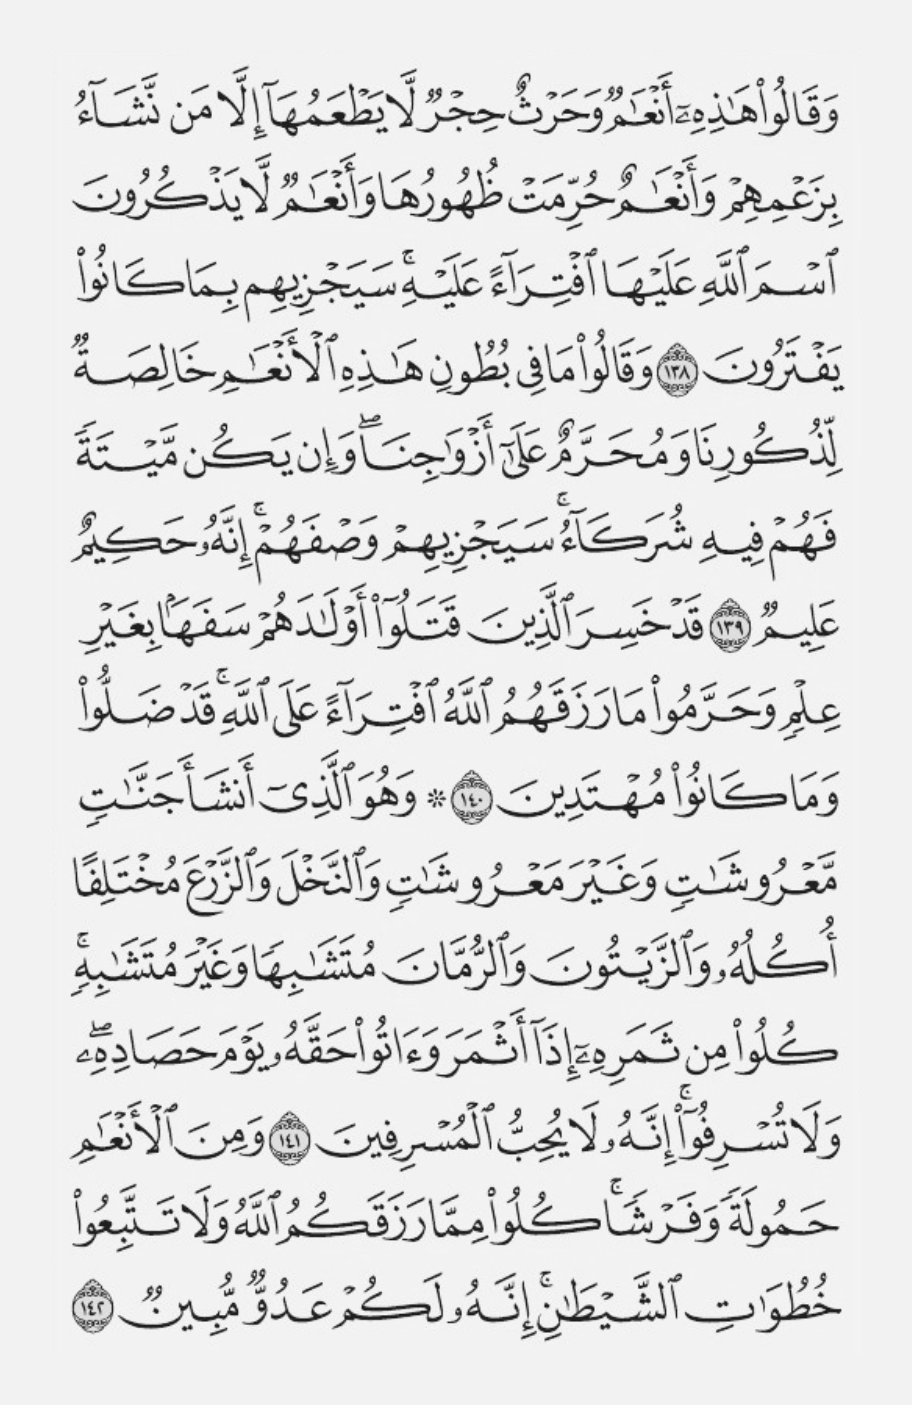 وَقَالُوا۟ هَـٰذِهِۦٓ أَنْعَـٰمٌ وَحَرْثٌ حِجْرٌ لَّا يَطْعَمُهَآ إِلَّا مَن نَّشَآءُ
بِزَعْمِهِمْ وَأَنْعَـٰمٌ حُرِّمَتْ ظُهُورُهَا وَأَنْعَـٰمٌ لَّا يَذْكُرُونَ
ٱسْمَ ٱللَّهِ عَلَيْهَا ٱفْتِرَآءً عَلَيْهِ ۚ سَيَجْزِيهِم بِمَا كَانُوا۟
يَفْتَرُونَ ١٣٨ وَقَالُوا۟ مَا فِى بُطُونِ هَـٰذِهِ ٱلْأَنْعَـٰمِ خَالِصَةٌ
لِّذُكُورِنَا وَمُحَرَّمٌ عَلَىٰٓ أَزْوَٰجِنَا ۖ وَإِن يَكُن مَّيْتَةً
فَهُمْ فِيهِ شُرَكَآءُ ۚ سَيَجْزِيهِمْ وَصْفَهُمْ ۚ إِنَّهُۥ حَكِيمٌ
عَلِيمٌ ١٣٩ قَدْ خَسِرَ ٱلَّذِينَ قَتَلُوٓا۟ أَوْلَـٰدَهُمْ سَفَهًۢا بِغَيْرِ
عِلْمٍ وَحَرَّمُوا۟ مَا رَزَقَهُمُ ٱللَّهُ ٱفْتِرَآءً عَلَى ٱللَّهِ ۚ قَدْ ضَلُّوا۟
وَمَا كَانُوا۟ مُهْتَدِينَ ١٤٠ ۞ وَهُوَ ٱلَّذِىٓ أَنشَأَ جَنَّـٰتٍ
مَّعْرُوشَـٰتٍ وَغَيْرَ مَعْرُوشَـٰتٍ وَٱلنَّخْلَ وَٱلزَّرْعَ مُخْتَلِفًا
أُكُلُهُۥ وَٱلزَّيْتُونَ وَٱلرُّمَّانَ مُتَشَـٰبِهًا وَغَيْرَ مُتَشَـٰبِهٍ ۚ
كُلُوا۟ مِن ثَمَرِهِۦٓ إِذَآ أَثْمَرَ وَءَاتُوا۟ حَقَّهُۥ يَوْمَ حَصَادِهِۦ ۖ
وَلَا تُسْرِفُوٓا۟ ۚ إِنَّهُۥ لَا يُحِبُّ ٱلْمُسْرِفِينَ ١٤١ وَمِنَ ٱلْأَنْعَـٰمِ
حَمُولَةً وَفَرْشًا ۚ كُلُوا۟ مِمَّا رَزَقَكُمُ ٱللَّهُ وَلَا تَتَّبِعُوا۟
خُطُوَٰتِ ٱلشَّيْطَـٰنِ ۚ إِنَّهُۥ لَكُمْ عَدُوٌّ مُّبِينٌ ١٤٢